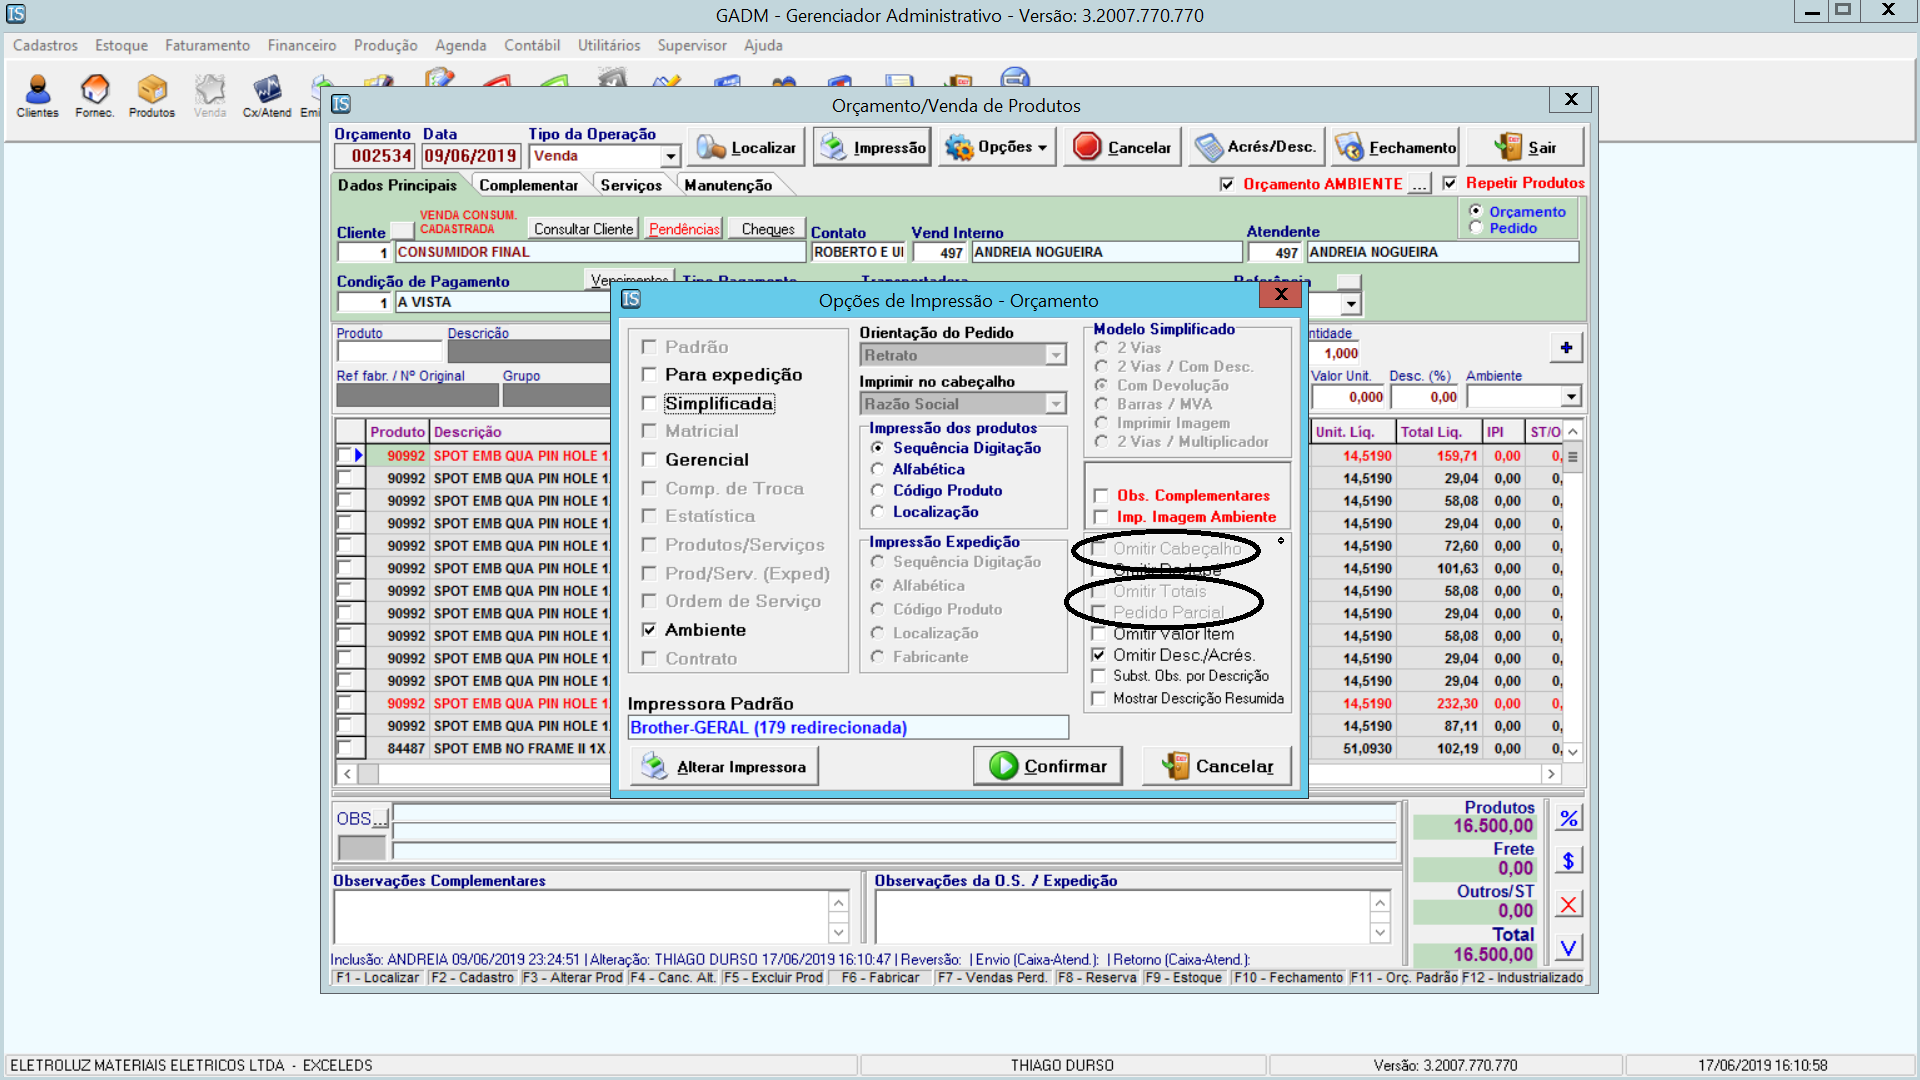 GADM - Gerenciador Administrativo - Versão: 3.2007.770.770
Cadastros Estoque Faturamento Financeiro Produção Agenda Contábil Utilitários Supervisor Ajuda
Clientes Fornec. Produtos Venda Cx/Atend
Orçamento/Venda de Produtos
Orçamento Data Tipo da Operação
002534 09/06/2019 Venda
Localizar Impressão Opções Cancelar Acrés/Desc. Fechamento Sair
Dados Principais Complementar Serviços Manutenção
Orçamento AMBIENTE ... Repetir Produtos
Orçamento
Pedido
VENDA CONSUM.
CADASTRADA
Cliente Consultar Cliente Pendências Cheques Contato Vend Interno Atendente
1 CONSUMIDOR FINAL ROBERTO E UI 497 ANDREIA NOGUEIRA 497 ANDREIA NOGUEIRA
Condição de Pagamento Vencimentos Tipo Pagamento Transportadora Referência
1 A VISTA
Produto Descrição
Ref fabr. / Nº Original Grupo
ntidade
1,000
+
Valor Unit. Desc. (%) Ambiente
0,000 0,00
Produto Descrição Unit. Líq. Total Liq. IPI ST/O
90992 SPOT EMB QUA PIN HOLE 1 14,5190 159,71 0,00 0,
90992 SPOT EMB QUA PIN HOLE 1 14,5190 29,04 0,00 0,
90992 SPOT EMB QUA PIN HOLE 1 14,5190 58,08 0,00 0,
90992 SPOT EMB QUA PIN HOLE 1 14,5190 29,04 0,00 0,
90992 SPOT EMB QUA PIN HOLE 1 14,5190 72,60 0,00 0,
90992 SPOT EMB QUA PIN HOLE 1 14,5190 101,63 0,00 0,
90992 SPOT EMB QUA PIN HOLE 1 14,5190 58,08 0,00 0,
90992 SPOT EMB QUA PIN HOLE 1 14,5190 29,04 0,00 0,
90992 SPOT EMB QUA PIN HOLE 1 14,5190 58,08 0,00 0,
90992 SPOT EMB QUA PIN HOLE 1 14,5190 29,04 0,00 0,
90992 SPOT EMB QUA PIN HOLE 1 14,5190 29,04 0,00 0,
90992 SPOT EMB QUA PIN HOLE 1 14,5190 232,30 0,00 0,
90992 SPOT EMB QUA PIN HOLE 1 14,5190 87,11 0,00 0,
84487 SPOT EMB NO FRAME II 1X 51,0930 102,19 0,00 0,
Opções de Impressão - Orçamento
Padrão
Para expedição
Simplificada
Matricial
Gerencial
Comp. de Troca
Estatística
Produtos/Serviços
Prod/Serv. (Exped)
Ordem de Serviço
Ambiente
Contrato
Orientação do Pedido
Retrato
Imprimir no cabeçalho
Razão Social
Impressão dos produtos
Sequência Digitação
Alfabética
Código Produto
Localização
Impressão Expedição
Sequência Digitação
Alfabética
Código Produto
Localização
Fabricante
Modelo Simplificado
2 Vias
2 Vias / Com Desc.
Com Devolução
Barras / MVA
Imprimir Imagem
2 Vias / Multiplicador
Obs. Complementares
Imp. Imagem Ambiente
Omitir Cabeçalho
Omitir Rodapé
Omitir Totais
Pedido Parcial
Omitir Valor Item
Omitir Desc./Acrés.
Subst. Obs. por Descrição
Mostrar Descrição Resumida
Impressora Padrão
Brother-GERAL (179 redirecionada)
Alterar Impressora Confirmar Cancelar
OBS...
Produtos
16.500,00
Frete
0,00
Outros/ST
0,00
Total
16.500,00
%
$
X
V
Observações Complementares Observações da O.S. / Expedição
Inclusão: ANDREIA 09/06/2019 23:24:51 | Alteração: THIAGO DURSO 17/06/2019 16:10:47 | Reversão: | Envio (Caixa-Atend.): | Retorno (Caixa-Atend.):
F1 - Localizar F2 - Cadastro F3 - Alterar Prod F4 - Canc. Alt. F5 - Excluir Prod F6 - Fabricar F7 - Vendas Perd. F8 - Reserva F9 - Estoque F10 - Fechamento F11 - Orç. Padrão F12 - Industrializado
ELETROLUZ MATERIAIS ELETRICOS LTDA - EXCELEDS THIAGO DURSO Versão: 3.2007.770.770 17/06/2019 16:10:58